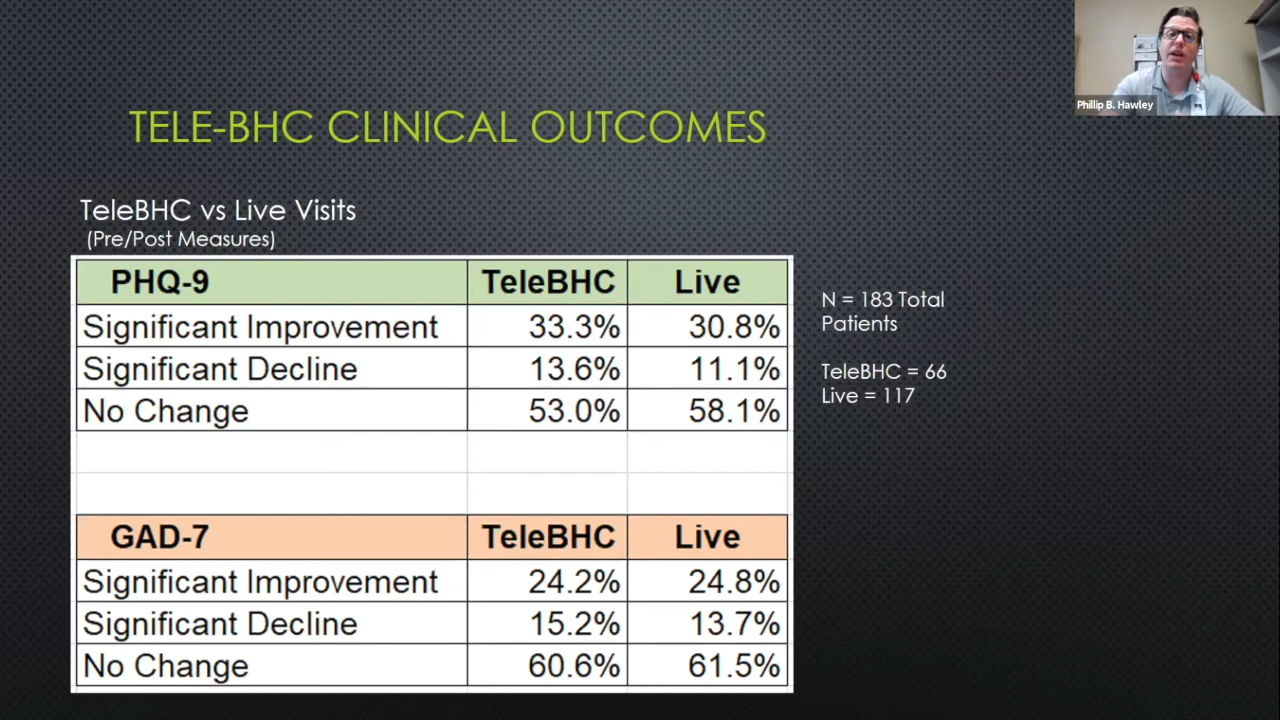 Phillip B. Hawley
TELE-BHC CLINICAL OUTCOMES
TeleBHC vs Live Visits
(Pre/Post Measures)
PHQ-9 TeleBHC Live
Significant Improvement 33.3% 30.8%
Significant Decline 13.6% 11.1%
No Change 53.0% 58.1%
GAD-7 TeleBHC Live
Significant Improvement 24.2% 24.8%
Significant Decline 15.2% 13.7%
No Change 60.6% 61.5%
N = 183 Total
Patients
TeleBHC = 66
Live = 117